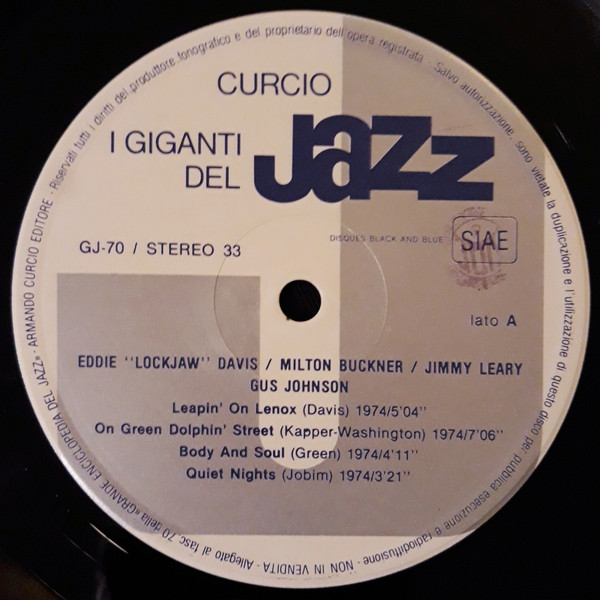 CURCIO
I GIGANTI
DEL
jazz
GJ-70 / STEREO 33
DISQUES BLACK AND BLUE
SIAE
lato A
EDDIE "LOCKJAW" DAVIS / MILTON BUCKNER / JIMMY LEARY
GUS JOHNSON
Leapin' On Lenox (Davis) 1974/5'04"
On Green Dolphin' Street (Kapper-Washington) 1974/7'06"
Body And Soul (Green) 1974/4'11"
Quiet Nights (Jobim) 1974/3'21"
Allegato al fasc. 70 della «GRANDE ENCICLOPEDIA DEL JAZZ» - ARMANDO CURCIO EDITORE - Riservati tutti i diritti del produttore fonografico e del proprietario dell'opera registrata - Salvo autorizzazione, sono vietate la duplicazione e l'utilizzazione di questo disco per pubblica esecuzione e radiodiffusione - NON IN VENDITA -